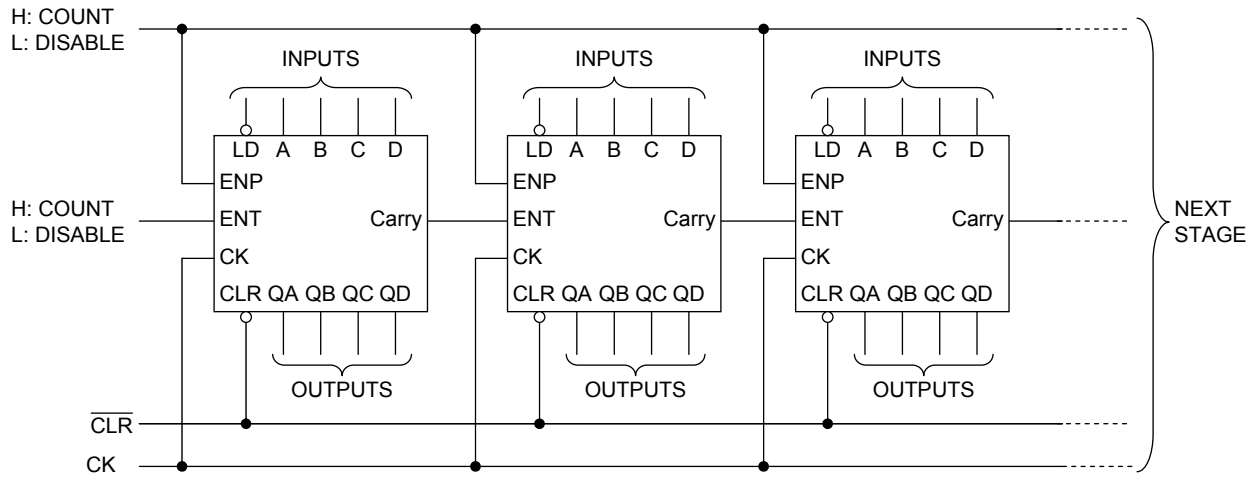 H: COUNT
L: DISABLE
INPUTS INPUTS INPUTS
LD A B C D LD A B C D LD A B C D
ENP ENP ENP
H: COUNT
L: DISABLE
ENT Carry ENT Carry ENT Carry
NEXT
STAGE
CK CK CK
CLR QA QB QC QD CLR QA QB QC QD CLR QA QB QC QD
OUTPUTS OUTPUTS OUTPUTS
CLR
CK